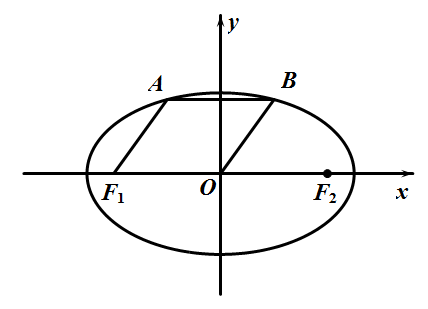 y
A B
F₁ O F₂ x